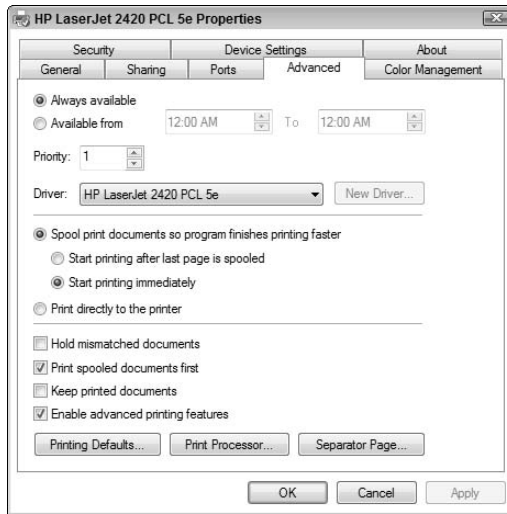 HP LaserJet 2420 PCL 5e Properties
Security Device Settings About
General Sharing Ports Advanced Color Management
Always available
Available from 12:00 AM To 12:00 AM
Priority: 1
Driver: HP LaserJet 2420 PCL 5e New Driver...
Spool print documents so program finishes printing faster
Start printing after last page is spooled
Start printing immediately
Print directly to the printer
Hold mismatched documents
Print spooled documents first
Keep printed documents
Enable advanced printing features
Printing Defaults... Print Processor... Separator Page...
OK Cancel Apply